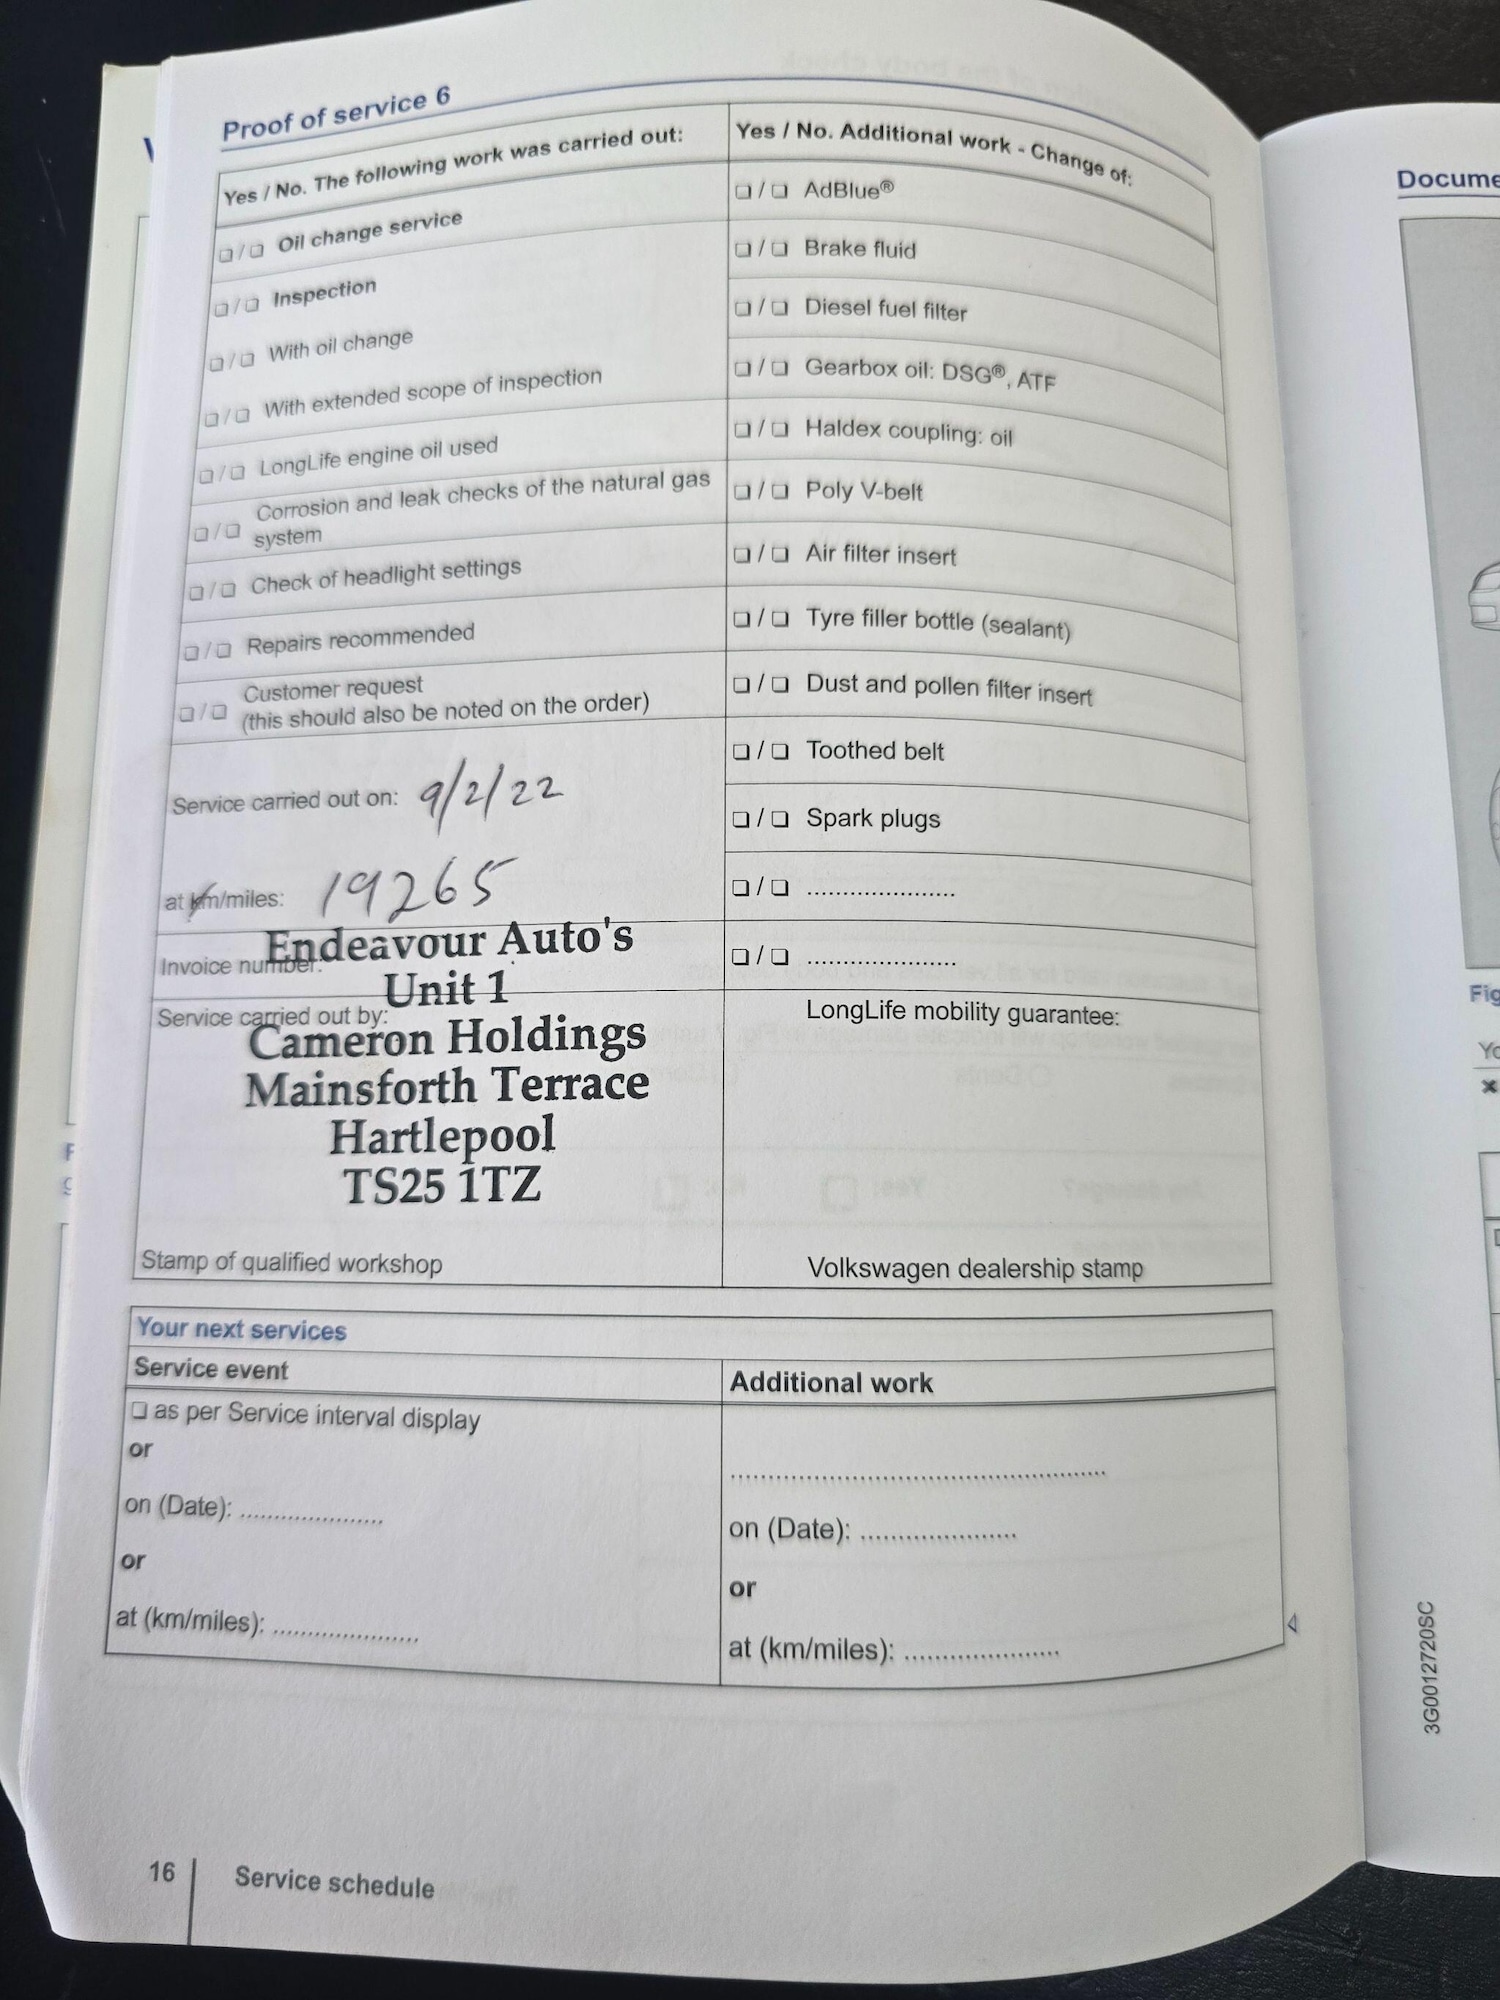 Proof of service 6
Yes / No. The following work was carried out:
❑ / ❑ Oil change service
❑ / ❑ Inspection
❑ / ❑ With oil change
❑ / ❑ With extended scope of inspection
❑ / ❑ LongLife engine oil used
❑ / ❑ Corrosion and leak checks of the natural gas
system
❑ / ❑ Check of headlight settings
❑ / ❑ Repairs recommended
❑ / ❑ Customer request
(this should also be noted on the order)
Service carried out on: 9/2/22
at km/miles: 19265
Invoice number:
Service carried out by:
Endeavour Auto's
Unit 1
Cameron Holdings
Mainsforth Terrace
Hartlepool
TS25 1TZ
Stamp of qualified workshop
Yes / No. Additional work - Change of:
❑ / ❑ AdBlue®
❑ / ❑ Brake fluid
❑ / ❑ Diesel fuel filter
❑ / ❑ Gearbox oil: DSG®, ATF
❑ / ❑ Haldex coupling: oil
❑ / ❑ Poly V-belt
❑ / ❑ Air filter insert
❑ / ❑ Tyre filler bottle (sealant)
❑ / ❑ Dust and pollen filter insert
❑ / ❑ Toothed belt
❑ / ❑ Spark plugs
❑ / ❑ ......................
❑ / ❑ ......................
LongLife mobility guarantee:
Volkswagen dealership stamp
Your next services
Service event
❑ as per Service interval display
or
on (Date): .....................
or
at (km/miles): .....................
Additional work
..................................................
on (Date): .....................
or
at (km/miles): .....................
16
Service schedule
Docume
Fig
3G0012720SC